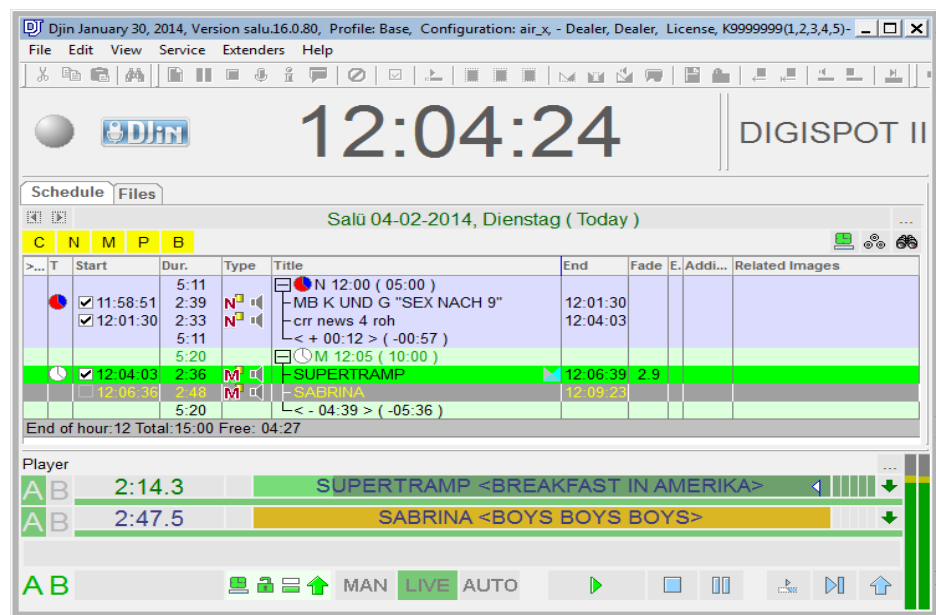 Djin January 30, 2014, Version salu.16.0.80, Profile: Base, Configuration: air_x, - Dealer, Dealer, License, K9999999(1,2,3,4,5)-
File Edit View Service Extenders Help
DJin 12:04:24 DIGISPOT II
Schedule Files
Salü 04-02-2014, Dienstag ( Today ) ...
C N M P B
>... T Start Dur. Type Title End Fade E. Addi... Related Images
5:11 N 12:00 ( 05:00 )
11:58:51 2:39 N MB K UND G "SEX NACH 9" 12:01:30
12:01:30 2:33 N crr news 4 roh 12:04:03
5:11 < + 00:12 > ( -00:57 )
5:20 M 12:05 ( 10:00 )
12:04:03 2:36 M SUPERTRAMP 12:06:39 2.9
12:06:36 2:48 M SABRINA 12:09:23
5:20 < - 04:39 > ( -05:36 )
End of hour:12 Total:15:00 Free: 04:27
Player ...
A B 2:14.3 SUPERTRAMP <BREAKFAST IN AMERIKA>
A B 2:47.5 SABRINA <BOYS BOYS BOYS>
A B MAN LIVE AUTO